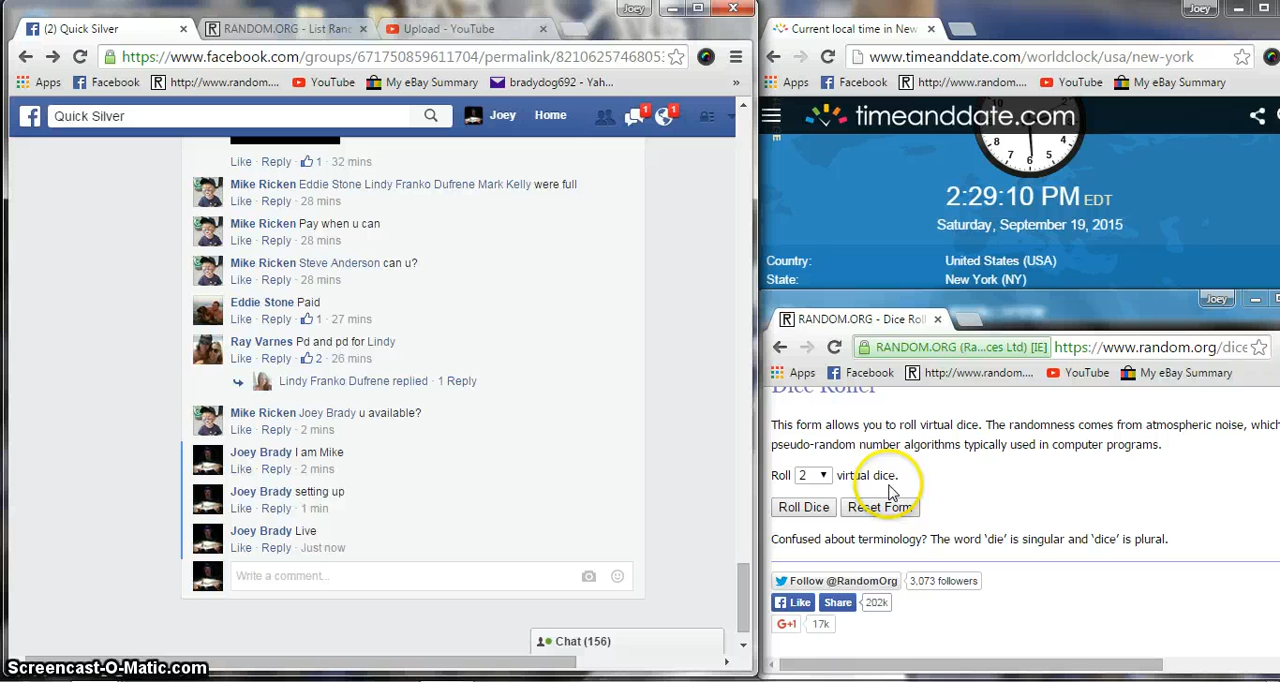 Joey
(2) Quick Silver
RANDOM.ORG - List Ran
Upload - YouTube
https://www.facebook.com/groups/671750859611704/permalink/8210625746805
Apps
Facebook
http://www.random....
YouTube
My eBay Summary
bradydog692 - Yah...
»
Quick Silver
Joey
Home
1
1
Like · Reply · 1 · 32 mins
Mike Ricken Eddie Stone Lindy Franko Dufrene Mark Kelly were full
Like · Reply · 28 mins
Mike Ricken Pay when u can
Like · Reply · 28 mins
Mike Ricken Steve Anderson can u?
Like · Reply · 28 mins
Eddie Stone Paid
Like · Reply · 1 · 27 mins
Ray Varnes Pd and pd for Lindy
Like · Reply · 2 · 26 mins
Lindy Franko Dufrene replied · 1 Reply
Mike Ricken Joey Brady u available?
Like · Reply · 2 mins
Joey Brady I am Mike
Like · Reply · 2 mins
Joey Brady setting up
Like · Reply · 1 min
Joey Brady Live
Like · Reply · Just now
Write a comment...
Chat (156)
Screencast-O-Matic.com
Joey
Current local time in New
www.timeanddate.com/worldclock/usa/new-york
Apps
Facebook
http://www.random....
YouTube
My eBay Summary
timeanddate.com
10
8
7
6
5
4
2:29:10 PM EDT
Saturday, September 19, 2015
Country: United States (USA)
State: New York (NY)
Joey
RANDOM.ORG - Dice Rol
RANDOM.ORG (Ra...ces Ltd) [IE] https://www.random.org/dice
Apps
Facebook
http://www.random....
YouTube
My eBay Summary
Dice Roller
This form allows you to roll virtual dice. The randomness comes from atmospheric noise, which
pseudo-random number algorithms typically used in computer programs.
Roll 2 virtual dice.
Roll Dice
Reset Form
Confused about terminology? The word ‘die’ is singular and ‘dice’ is plural.
Follow @RandomOrg
3,073 followers
Like
Share
202k
G+1
17k